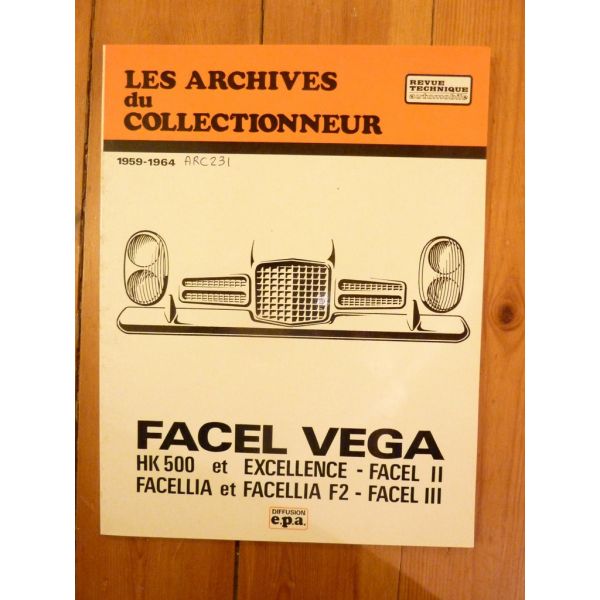 LES ARCHIVES
du
COLLECTIONNEUR
REVUE
TECHNIQUE
automobile
1959-1964 ARC231
FACEL VEGA
HK 500 et EXCELLENCE - FACEL II
FACELLIA et FACELLIA F2 - FACEL III
DIFFUSION
e.p.a.